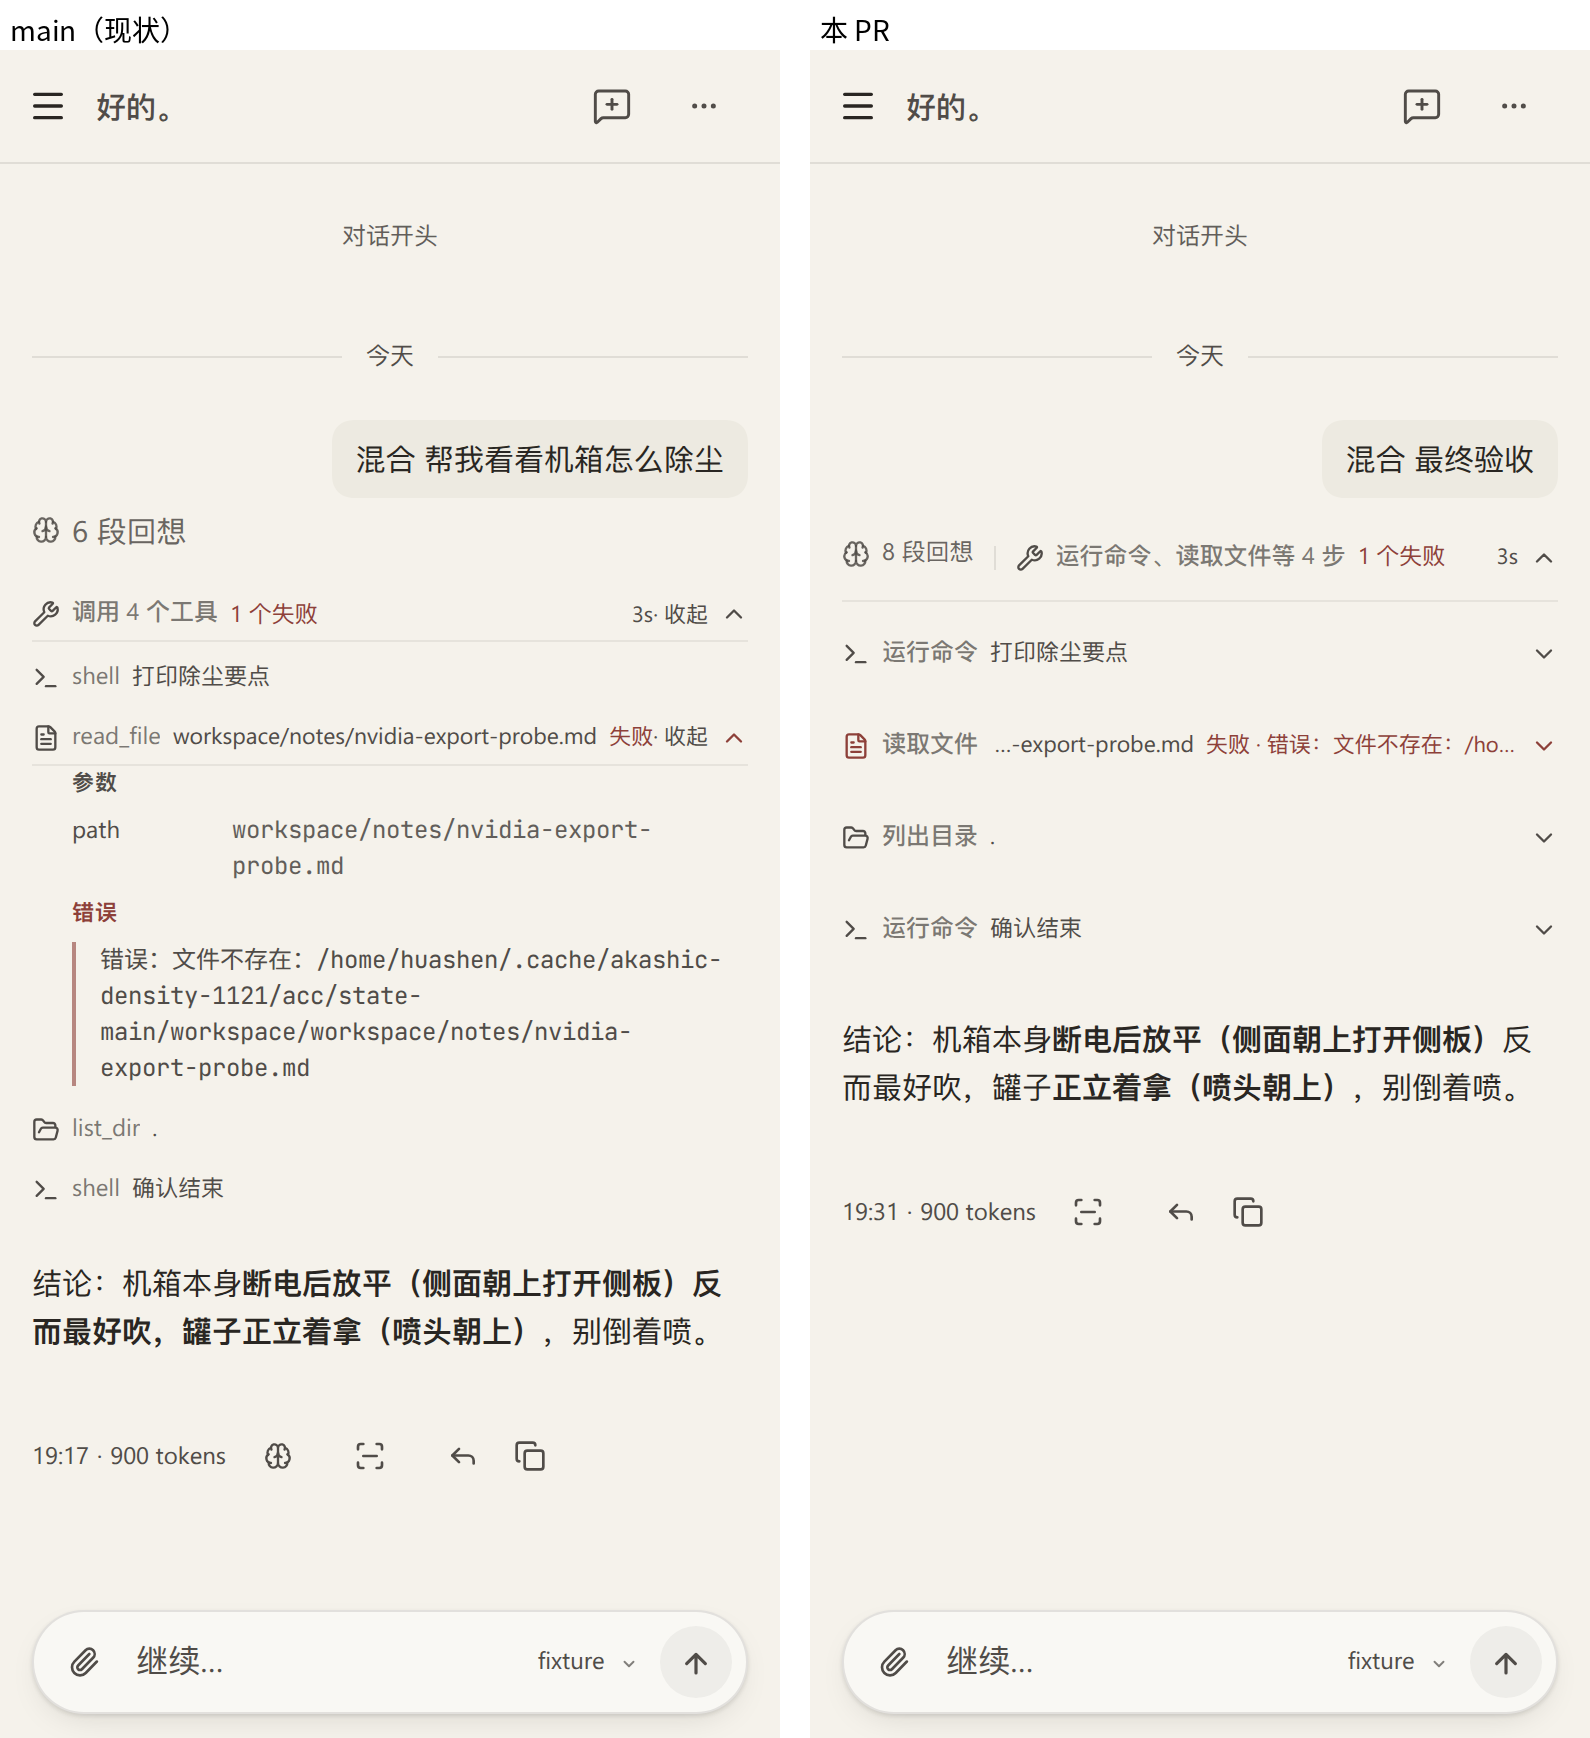 main（现状）
好的。
对话开头
今天
混合 帮我看看机箱怎么除尘
6 段回想
调用 4 个工具 1 个失败 3s· 收起
shell 打印除尘要点
read_file workspace/notes/nvidia-export-probe.md 失败· 收起
参数
path workspace/notes/nvidia-export-
probe.md
错误
错误：文件不存在：/home/huashen/.cache/akashic-
density-1121/acc/state-
main/workspace/workspace/notes/nvidia-
export-probe.md
list_dir .
shell 确认结束
结论：机箱本身断电后放平（侧面朝上打开侧板）反
而最好吹，罐子正立着拿（喷头朝上），别倒着喷。
19:17 · 900 tokens
继续...
fixture
本 PR
好的。
对话开头
今天
混合 最终验收
8 段回想 运行命令、读取文件等 4 步 1 个失败 3s
运行命令 打印除尘要点
读取文件 ...-export-probe.md 失败 · 错误：文件不存在：/ho...
列出目录 .
运行命令 确认结束
结论：机箱本身断电后放平（侧面朝上打开侧板）反
而最好吹，罐子正立着拿（喷头朝上），别倒着喷。
19:31 · 900 tokens
继续...
fixture